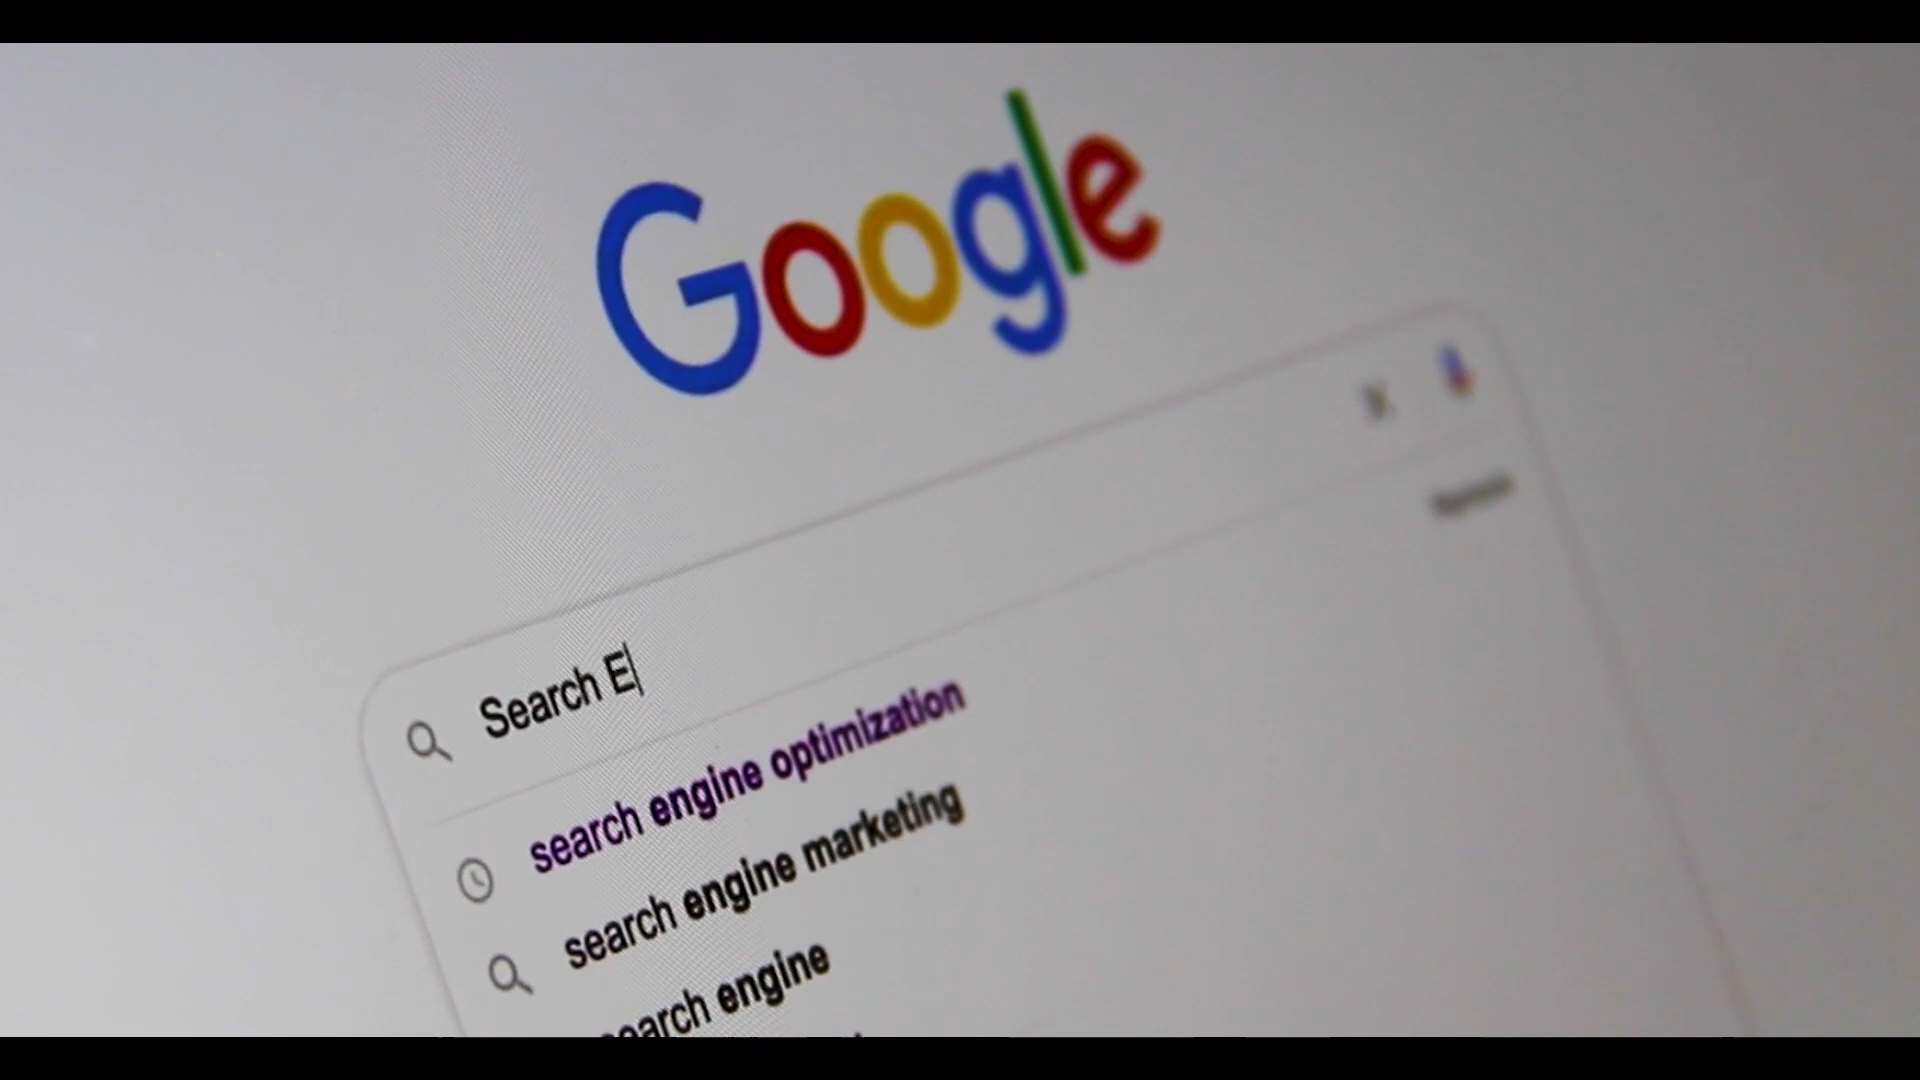 Google
Search E
search engine optimization
search engine marketing
search engine